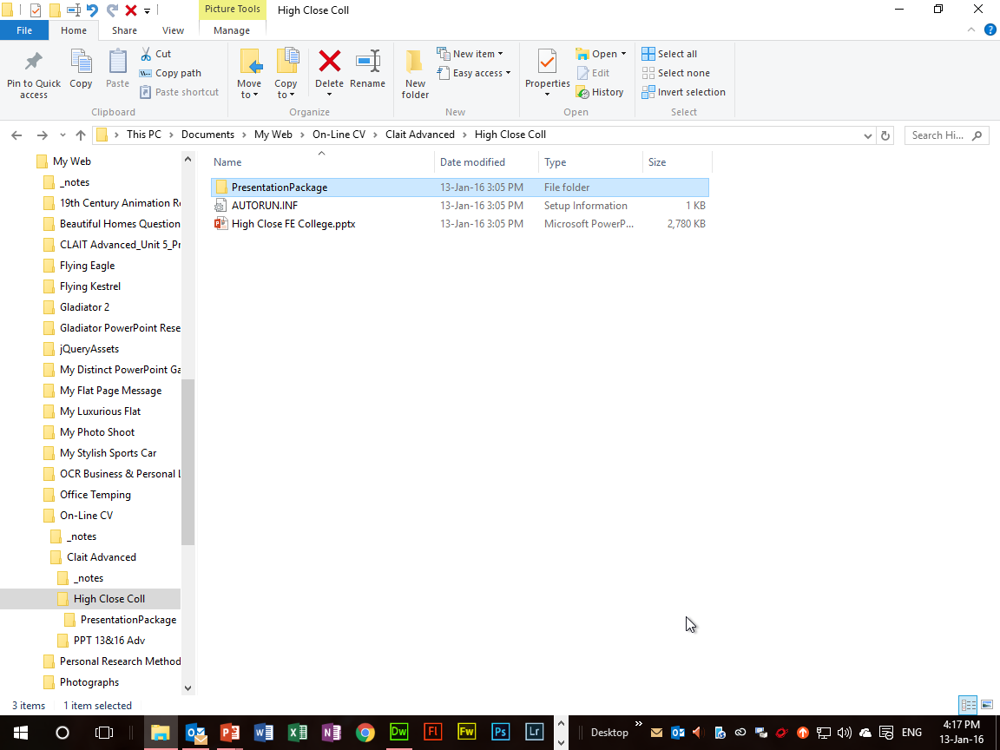 Picture Tools
High Close Coll
File
Home
Share
View
Manage
Pin to Quick access
Copy
Paste
Cut
Copy path
Paste shortcut
Clipboard
Move to
Copy to
Delete
Rename
Organize
New folder
New item
Easy access
New
Properties
Open
Edit
History
Open
Select all
Select none
Invert selection
Select
This PC > Documents > My Web > On-Line CV > Clait Advanced > High Close Coll
Search Hi...
My Web
_notes
19th Century Animation Re
Beautiful Homes Question
CLAIT Advanced_Unit 5_Pr
Flying Eagle
Flying Kestrel
Gladiator 2
Gladiator PowerPoint Rese
jQueryAssets
My Distinct PowerPoint Ga
My Flat Page Message
My Luxurious Flat
My Photo Shoot
My Stylish Sports Car
OCR Business & Personal I
Office Temping
On-Line CV
_notes
Clait Advanced
_notes
High Close Coll
PresentationPackage
PPT 13&16 Adv
Personal Research Method
Photographs
Name Date modified Type Size
PresentationPackage 13-Jan-16 3:05 PM File folder
AUTORUN.INF 13-Jan-16 3:05 PM Setup Information 1 KB
High Close FE College.pptx 13-Jan-16 3:05 PM Microsoft PowerP... 2,780 KB
3 items 1 item selected
Dw
Fl
Fw
Ps
Lr
Desktop
ENG
4:17 PM
13-Jan-16